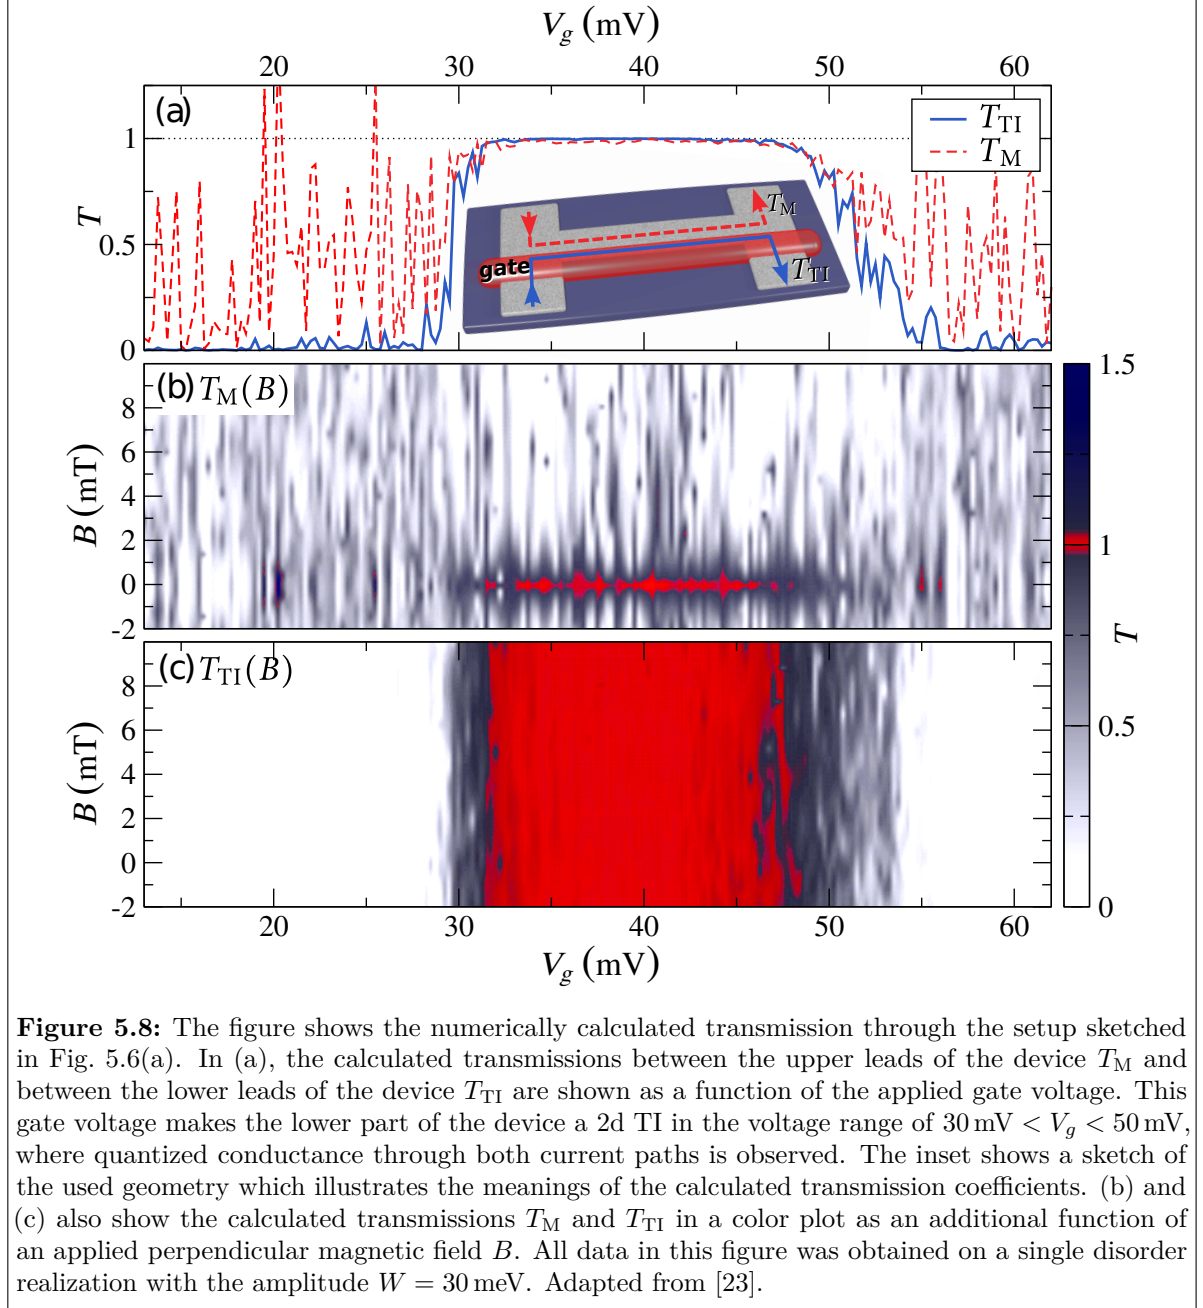 V_g (mV)
20 30 40 50 60
(a)
1
0.5
0
T
T_TI
T_M
T_M
gate
T_TI
(b) T_M(B)
8
6
4
2
0
-2
B (mT)
1.5
1
0.5
0
T
(c) T_TI(B)
8
6
4
2
0
-2
B (mT)
20 30 40 50 60
V_g (mV)
Figure 5.8: The figure shows the numerically calculated transmission through the setup sketched
in Fig. 5.6(a). In (a), the calculated transmissions between the upper leads of the device T_M and
between the lower leads of the device T_TI are shown as a function of the applied gate voltage. This
gate voltage makes the lower part of the device a 2d TI in the voltage range of 30 mV < V_g < 50 mV,
where quantized conductance through both current paths is observed. The inset shows a sketch of
the used geometry which illustrates the meanings of the calculated transmission coefficients. (b) and
(c) also show the calculated transmissions T_M and T_TI in a color plot as an additional function of
an applied perpendicular magnetic field B. All data in this figure was obtained on a single disorder
realization with the amplitude W = 30 meV. Adapted from [23].